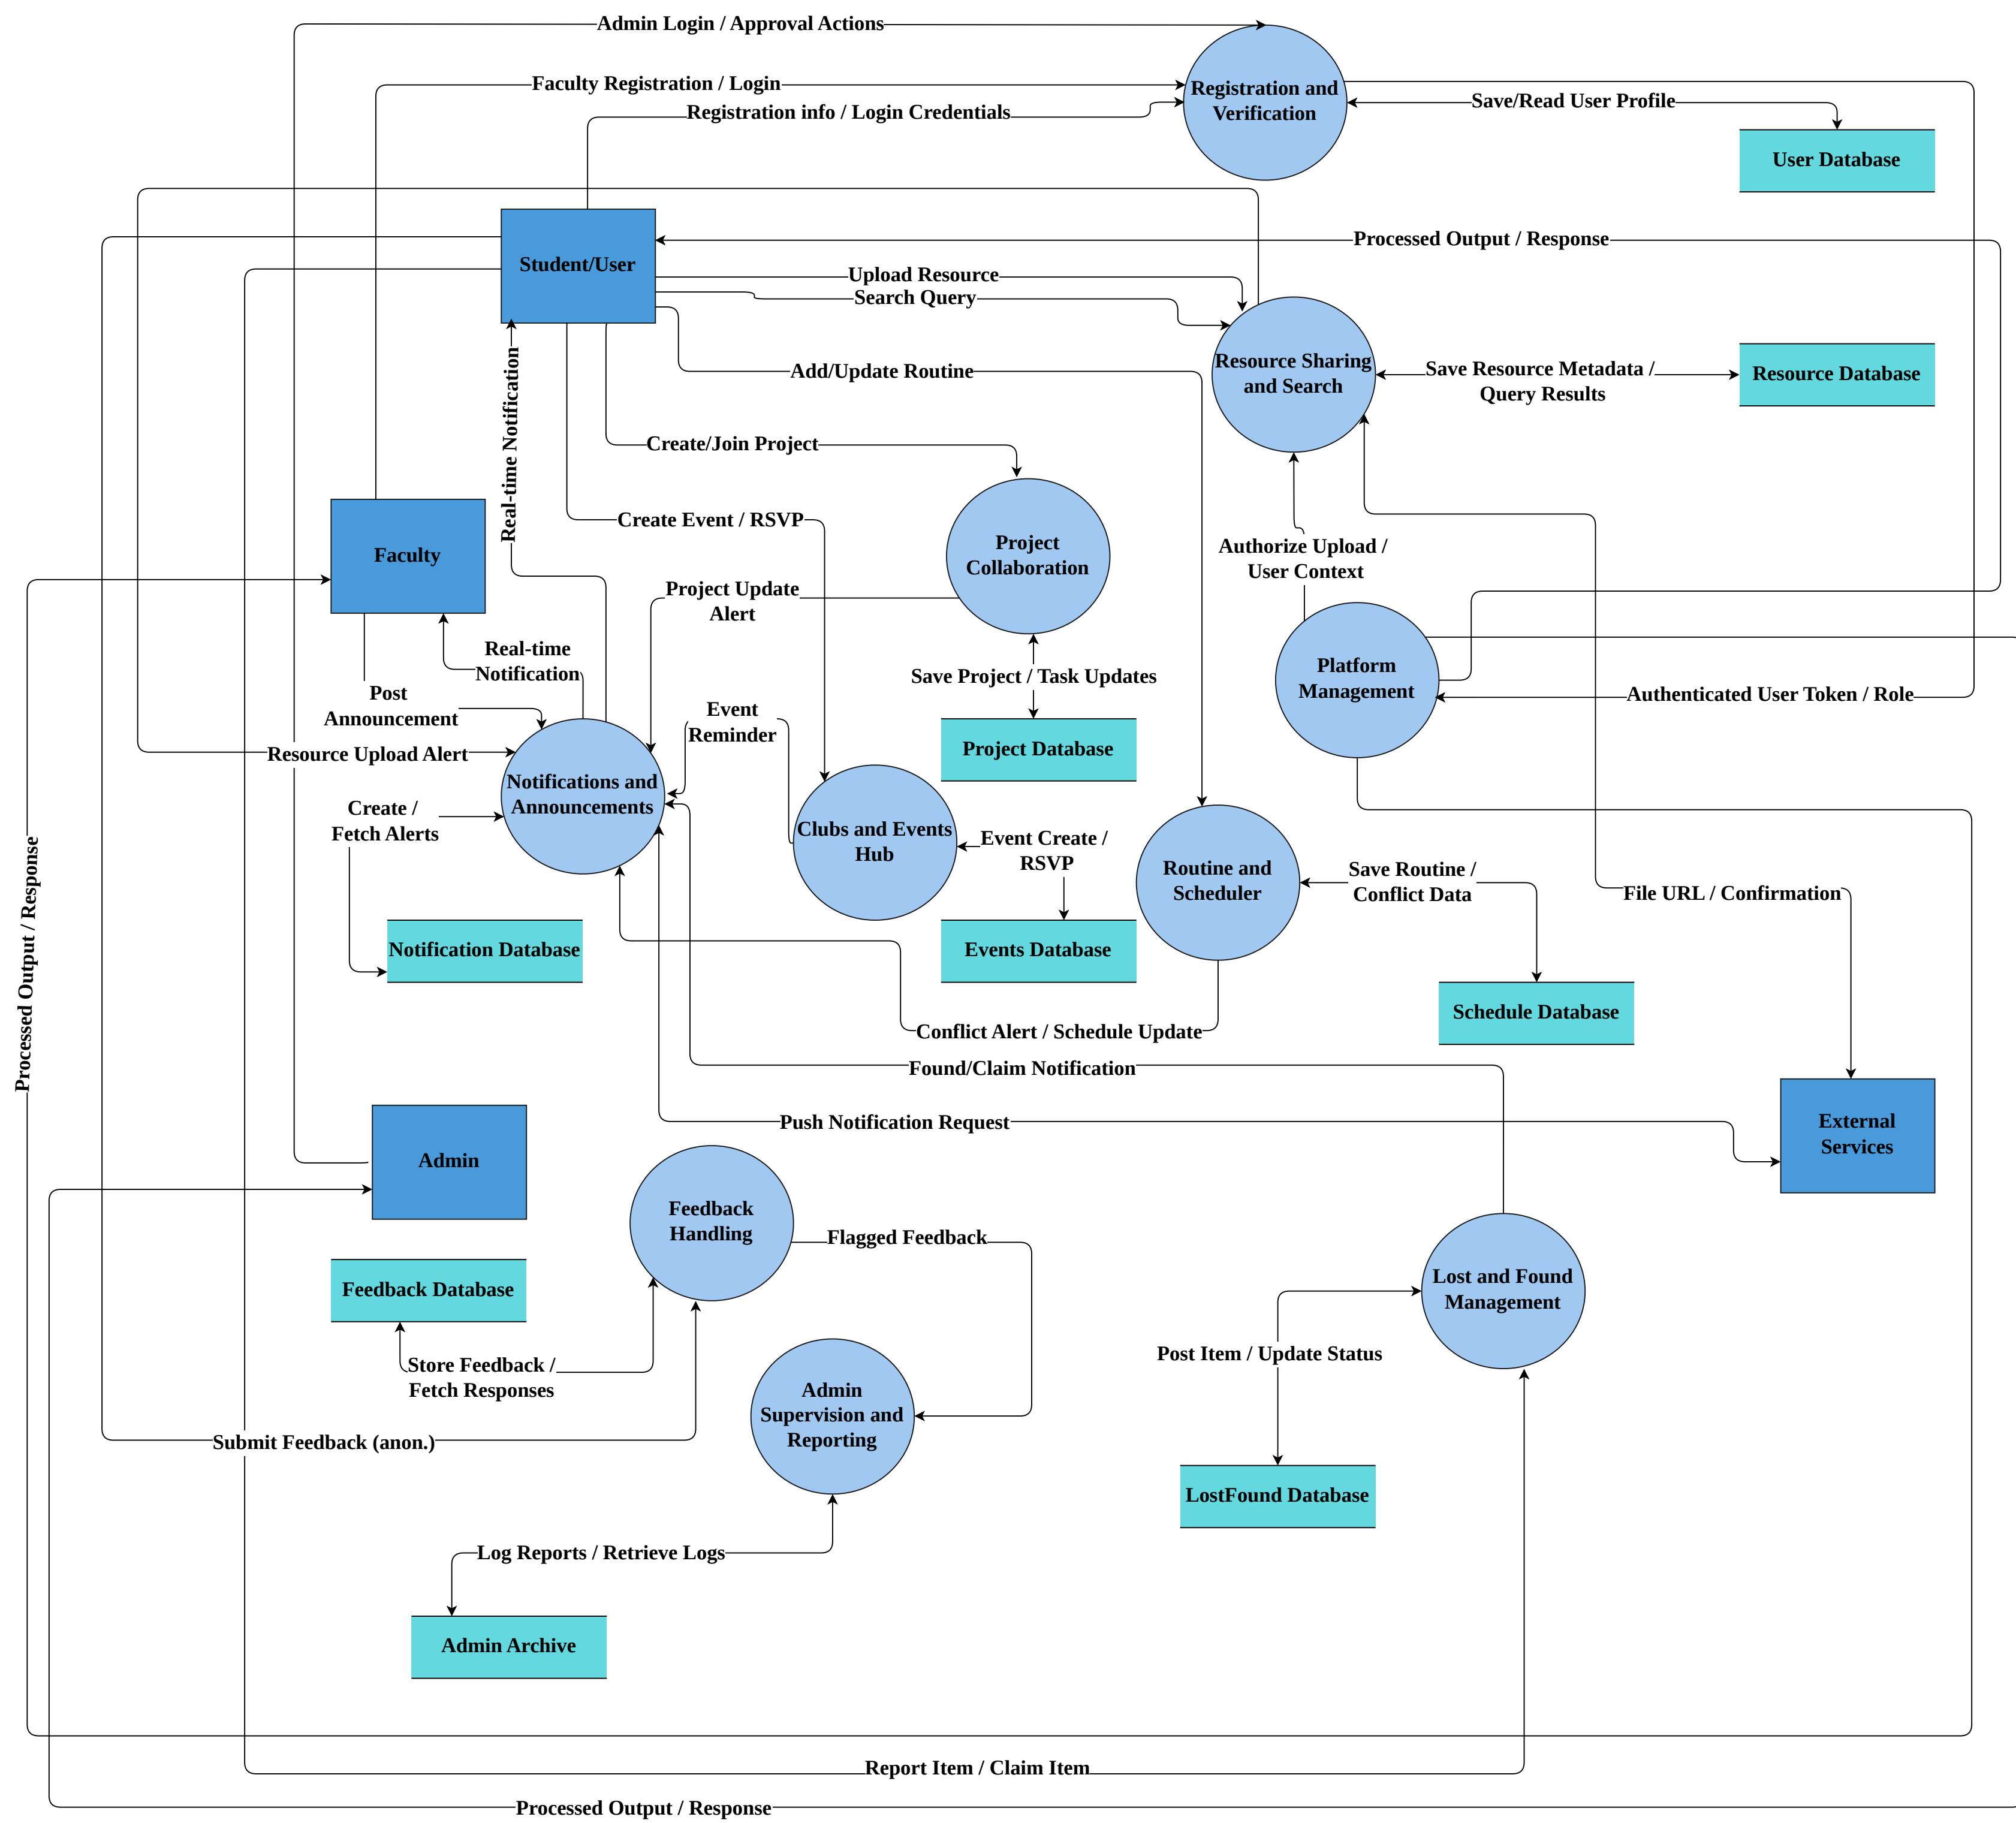 Admin Login / Approval Actions
Faculty Registration / Login
Registration info / Login Credentials
Registration and
Verification
Save/Read User Profile
User Database
Student/User
Processed Output / Response
Upload Resource
Search Query
Resource Sharing
and Search
Save Resource Metadata /
Query Results
Resource Database
Add/Update Routine
Real-time Notification
Create/Join Project
Create Event / RSVP
Faculty
Project
Collaboration
Authorize Upload /
User Context
Project Update
Alert
Real-time
Notification
Save Project / Task Updates
Platform
Management
Authenticated User Token / Role
Post
Announcement
Event
Reminder
Resource Upload Alert
Project Database
Notifications and
Announcements
Create /
Fetch Alerts
Clubs and Events
Hub
Event Create /
RSVP
Routine and
Scheduler
Save Routine /
Conflict Data
File URL / Confirmation
Processed Output / Response
Notification Database
Events Database
Schedule Database
Conflict Alert / Schedule Update
Found/Claim Notification
Push Notification Request
External
Services
Admin
Feedback
Handling
Flagged Feedback
Feedback Database
Lost and Found
Management
Store Feedback /
Fetch Responses
Post Item / Update Status
Admin
Supervision and
Reporting
Submit Feedback (anon.)
LostFound Database
Log Reports / Retrieve Logs
Admin Archive
Report Item / Claim Item
Processed Output / Response